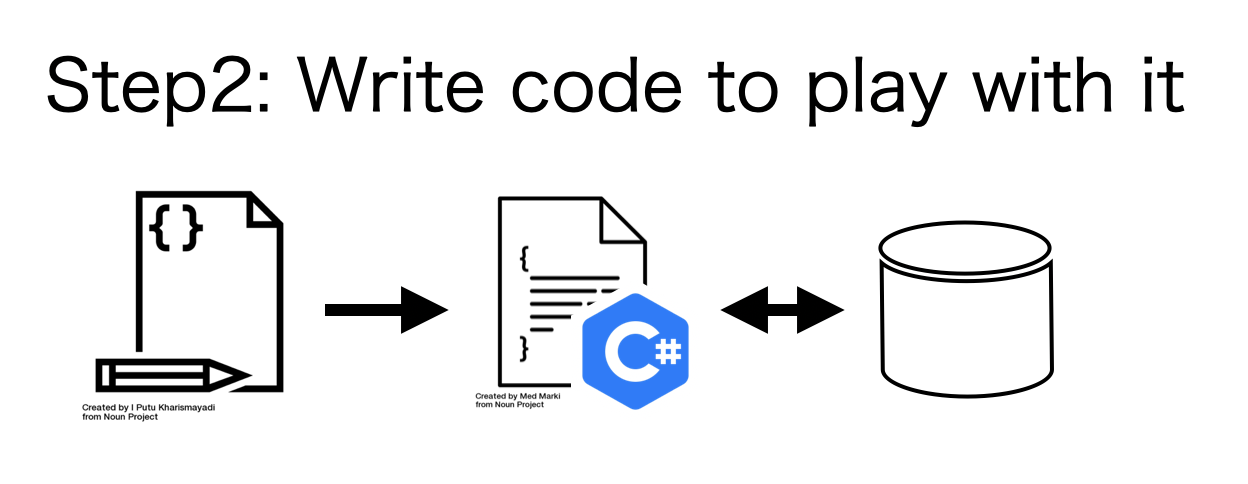 Step2: Write code to play with it
{ }
{
}
C#
Created by I Putu Kharismayadi
from Noun Project
Created by Med Marki
from Noun Project